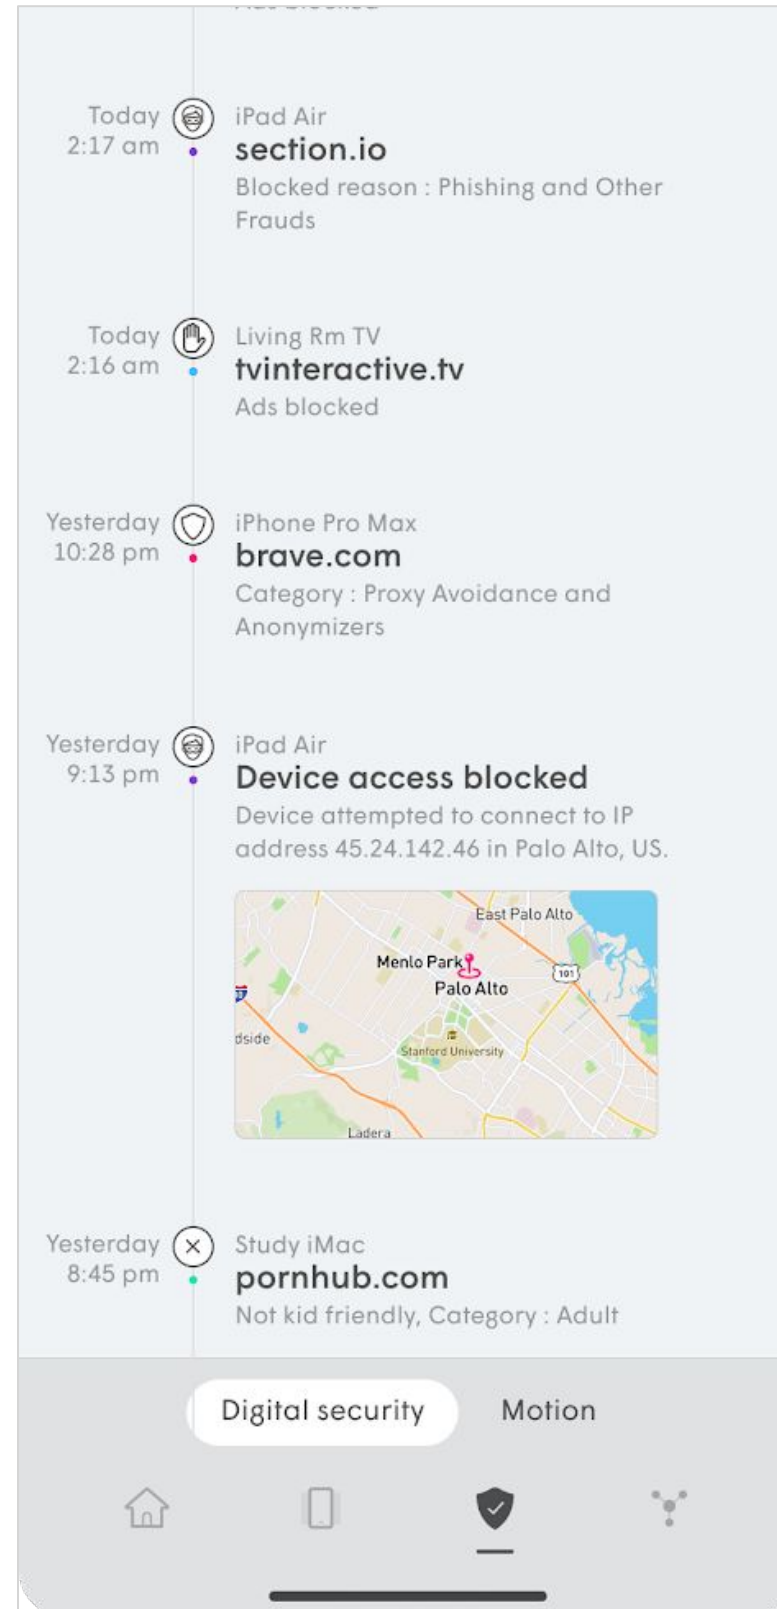 Today
2:17 am
iPad Air
section.io
Blocked reason : Phishing and Other
Frauds
Today
2:16 am
Living Rm TV
tvinteractive.tv
Ads blocked
Yesterday
10:28 pm
iPhone Pro Max
brave.com
Category : Proxy Avoidance and
Anonymizers
Yesterday
9:13 pm
iPad Air
Device access blocked
Device attempted to connect to IP
address 45.24.142.46 in Palo Alto, US.
East Palo Alto
Menlo Park
101
Palo Alto
dside
Stanford University
Ladera
Yesterday
8:45 pm
Study iMac
pornhub.com
Not kid friendly, Category : Adult
Digital security Motion